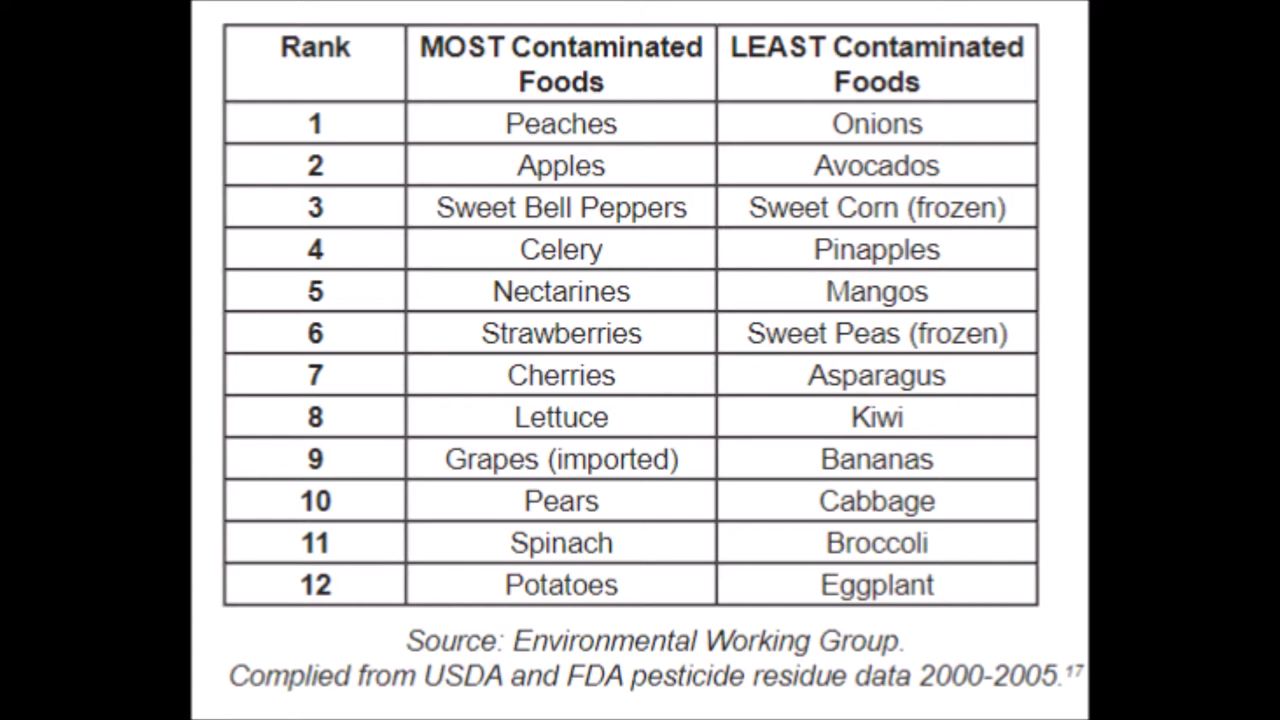 Rank MOST Contaminated Foods LEAST Contaminated Foods
1 Peaches Onions
2 Apples Avocados
3 Sweet Bell Peppers Sweet Corn (frozen)
4 Celery Pinapples
5 Nectarines Mangos
6 Strawberries Sweet Peas (frozen)
7 Cherries Asparagus
8 Lettuce Kiwi
9 Grapes (imported) Bananas
10 Pears Cabbage
11 Spinach Broccoli
12 Potatoes Eggplant
Source: Environmental Working Group.
Complied from USDA and FDA pesticide residue data 2000-2005.¹⁷